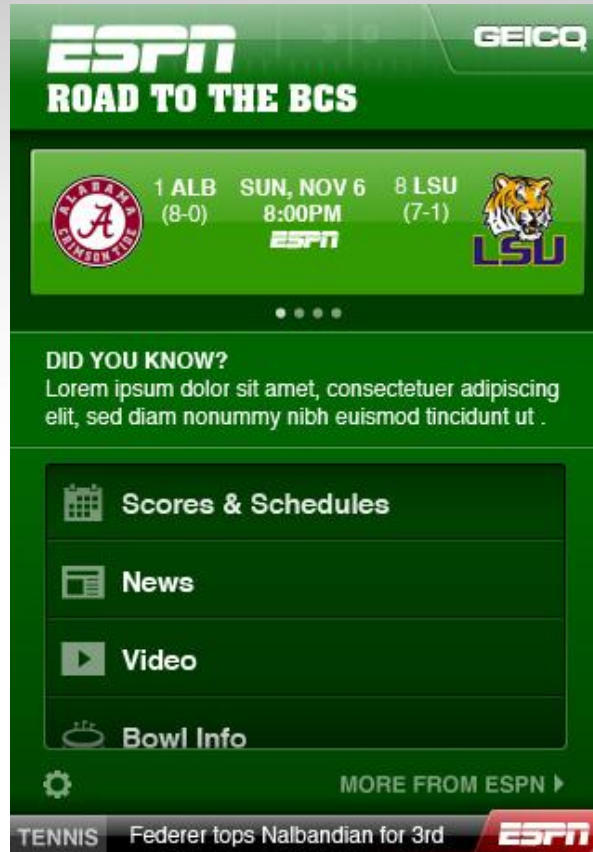 ESPN
GEICO
ROAD TO THE BCS
ALABAMA
A
CRIMSON TIDE
1 ALB
(8-0)
SUN, NOV 6
8:00PM
ESPN
8 LSU
(7-1)
LSU
DID YOU KNOW?
Lorem ipsum dolor sit amet, consectetuer adipiscing
elit, sed diam nonummy nibh euismod tincidunt ut .
Scores & Schedules
News
Video
Bowl Info
MORE FROM ESPN
TENNIS
Federer tops Nalbandian for 3rd
ESPN